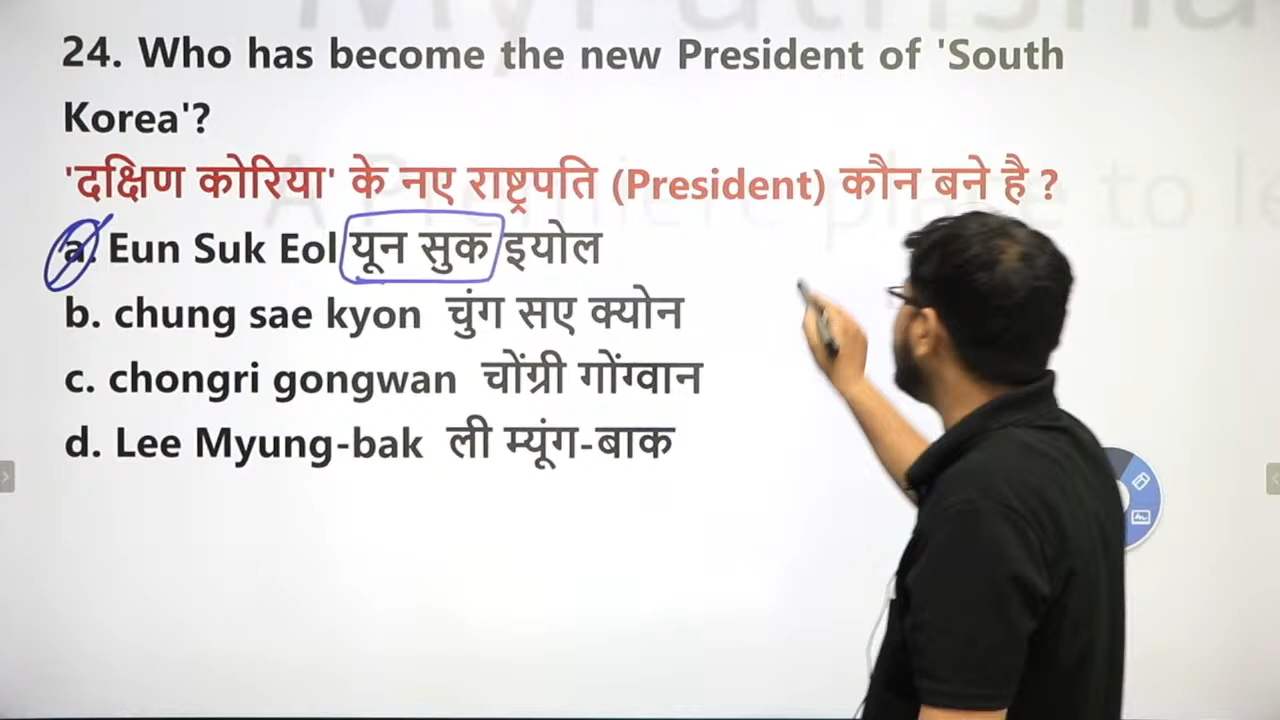 24. Who has become the new President of 'South
Korea'?
'दक्षिण कोरिया' के नए राष्ट्रपति (President) कौन बने है ?
a. Eun Suk Eol यून सुक इयोल
b. chung sae kyon चुंग सए क्योन
c. chongri gongwan चोंग्री गोंग्वान
d. Lee Myung-bak ली म्यूंग-बाक